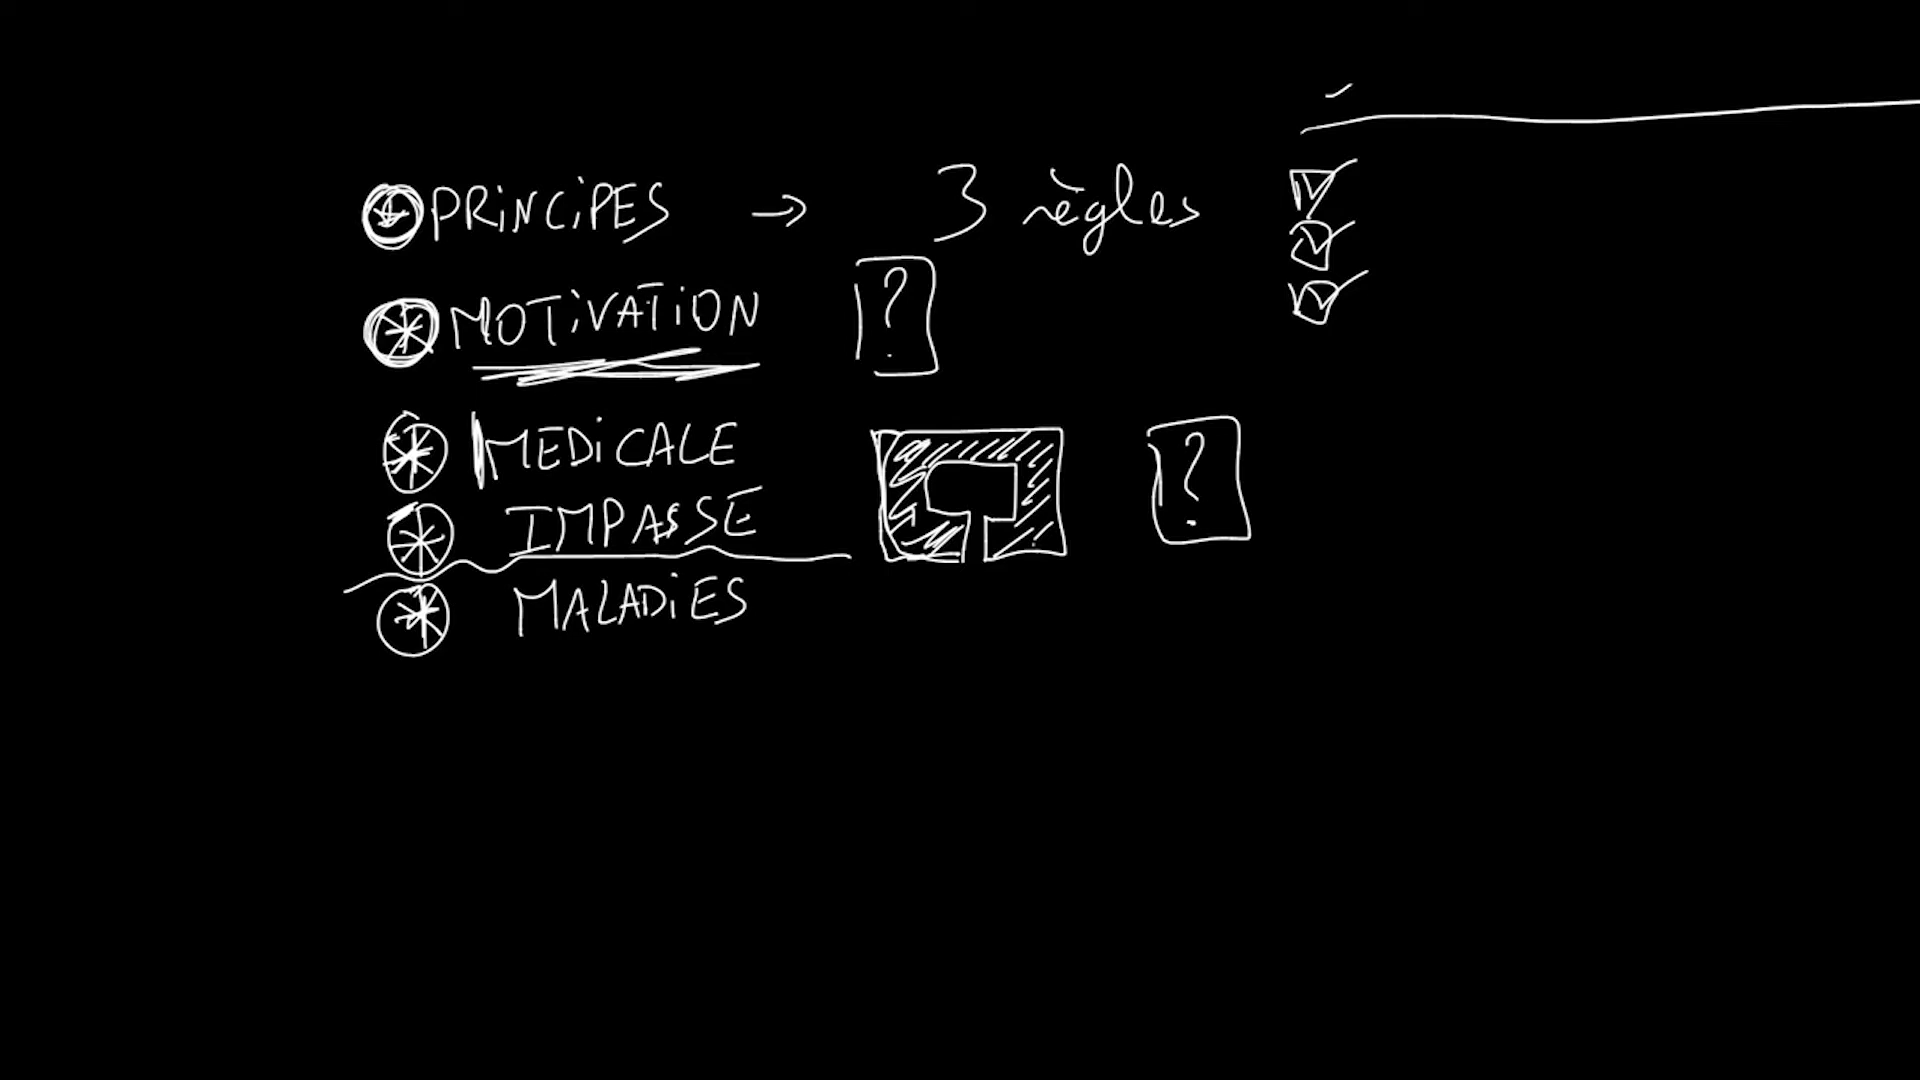 PRINCIPES → 3 règles
MOTIVATION ?
MEDICALE
IMPASSE ?
MALADIES